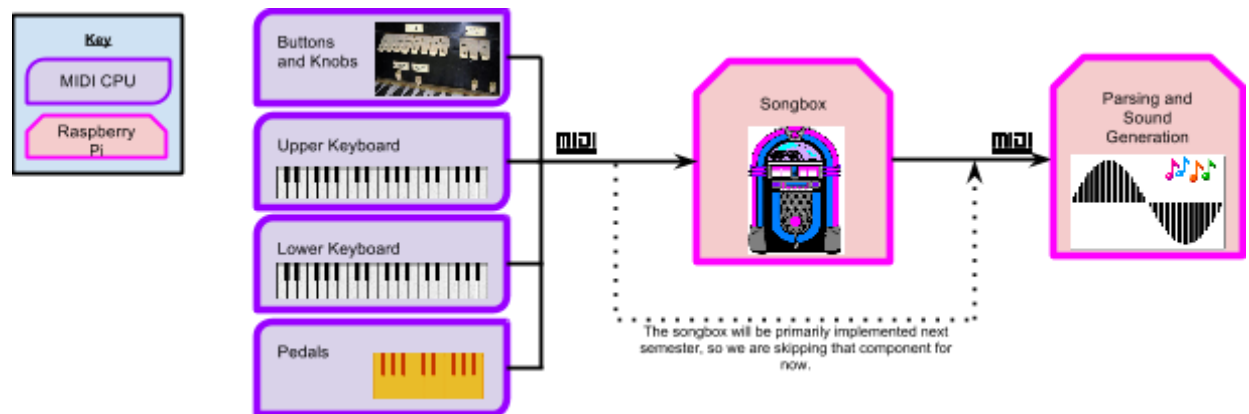 Key
MIDI CPU
Raspberry
Pi
Buttons
and Knobs
Upper Keyboard
Lower Keyboard
Pedals
MIDI
Songbox
MIDI
Parsing and
Sound
Generation
The songbox will be primarily implemented next
semester, so we are skipping that component for
now.